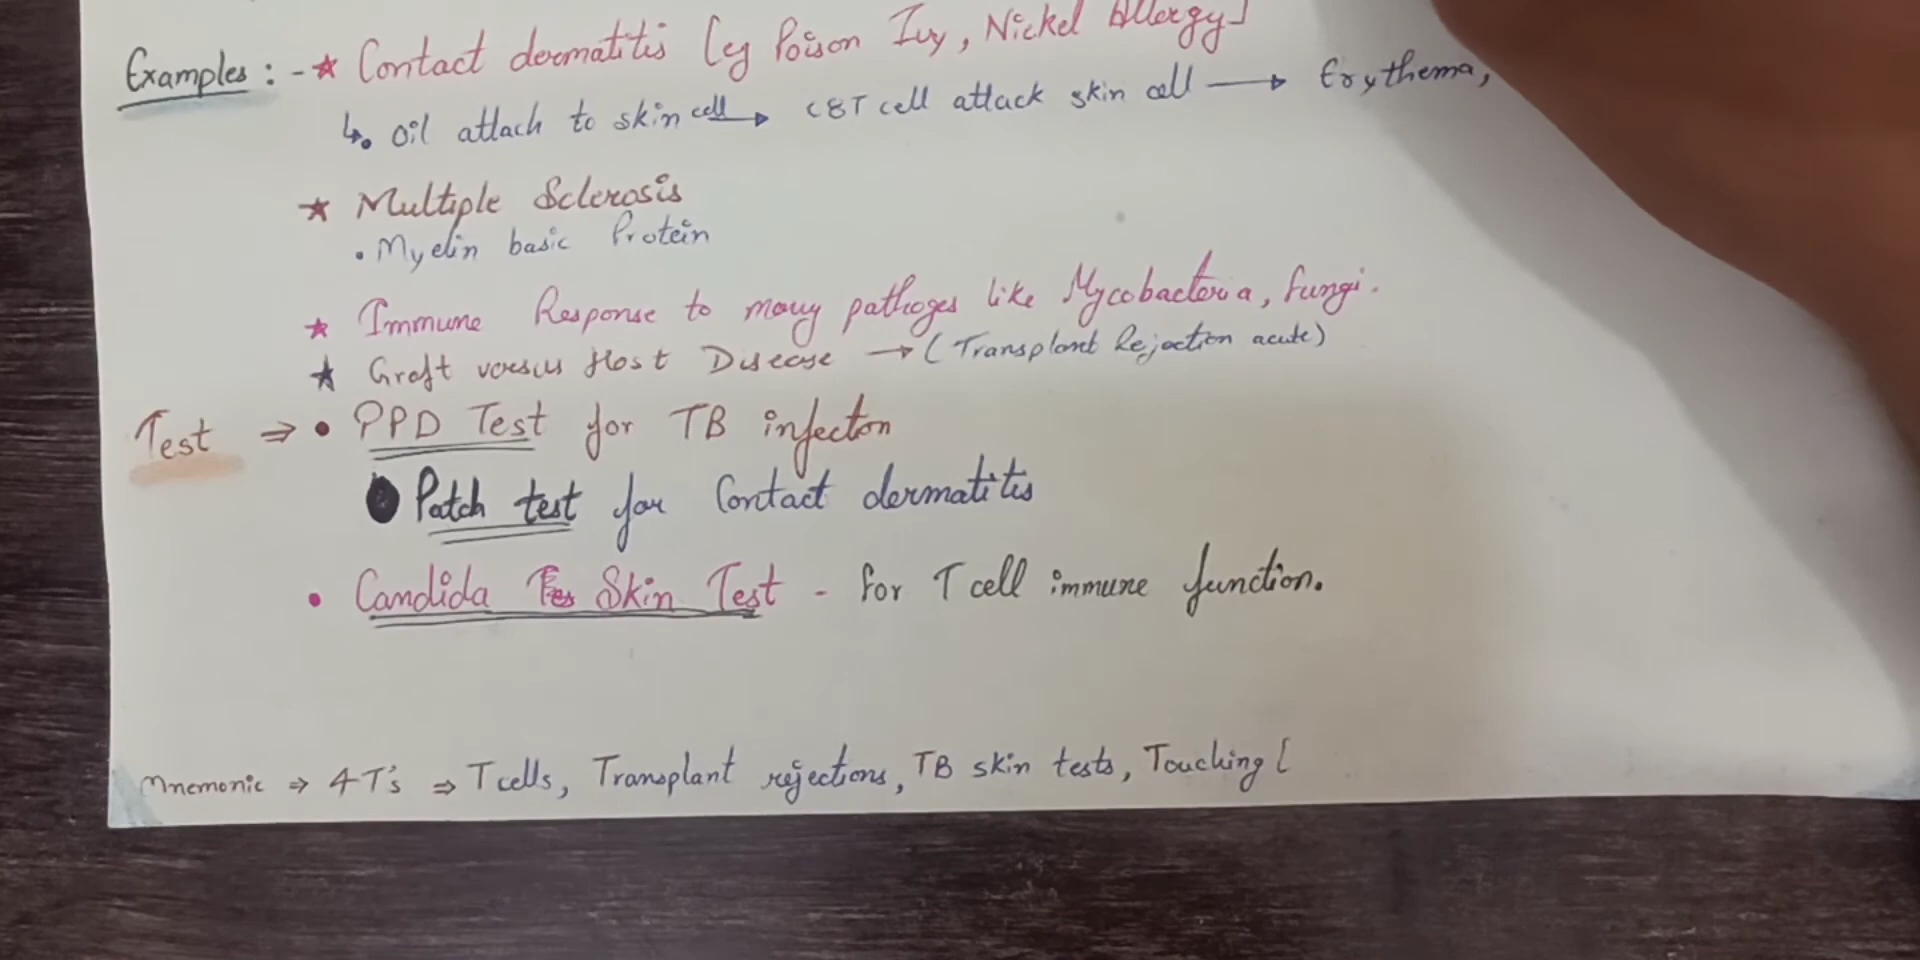 Examples : - ★ Contact dermatitis [eg Poison Ivy, Nickel Allergy]
↳. Oil attach to skin cell → C8T cell attack skin cell → Erythema,
★ Multiple Sclerosis
• Myelin basic Protein
★ Immune Response to many pathoges like Mycobacteria, fungi.
★ Graft versus Host Disease → (Transplant Rejection acute)
Test ⇒ • PPD Test for TB infecton
● Patch test for Contact dermatitis
• Candida Tes Skin Test - for T cell immune function.
Mnemonic ⇒ 4 T's ⇒ T cells, Transplant rejections, TB skin tests, Touching [